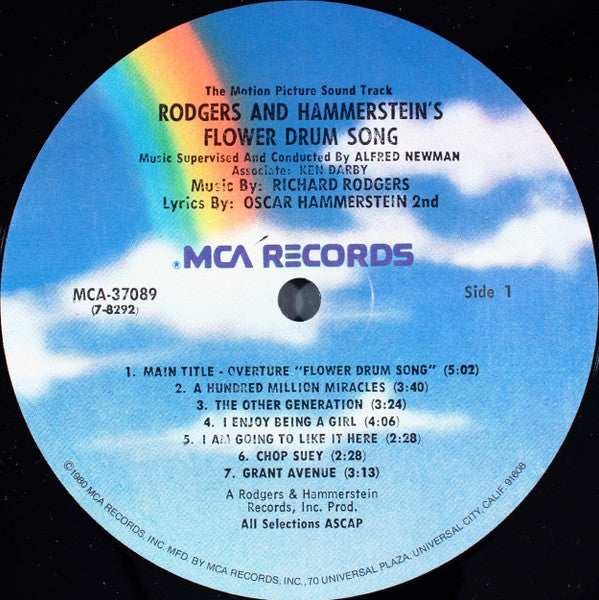 The Motion Picture Sound Track
RODGERS AND HAMMERSTEIN'S
FLOWER DRUM SONG
Music Supervised And Conducted By ALFRED NEWMAN
Associate: KEN DARBY
Music By: RICHARD RODGERS
Lyrics By: OSCAR HAMMERSTEIN 2nd
®MCA RECORDS
MCA-37089
(7-8292)
Side 1
1. MAIN TITLE - OVERTURE "FLOWER DRUM SONG" (5:02)
2. A HUNDRED MILLION MIRACLES (3:40)
3. THE OTHER GENERATION (3:24)
4. I ENJOY BEING A GIRL (4:06)
5. I AM GOING TO LIKE IT HERE (2:28)
6. CHOP SUEY (2:28)
7. GRANT AVENUE (3:13)
A Rodgers & Hammerstein
Records, Inc. Prod.
All Selections ASCAP
©1980 MCA RECORDS, INC. MFD. BY MCA RECORDS, INC., 70 UNIVERSAL PLAZA, UNIVERSAL CITY, CALIF. 91608